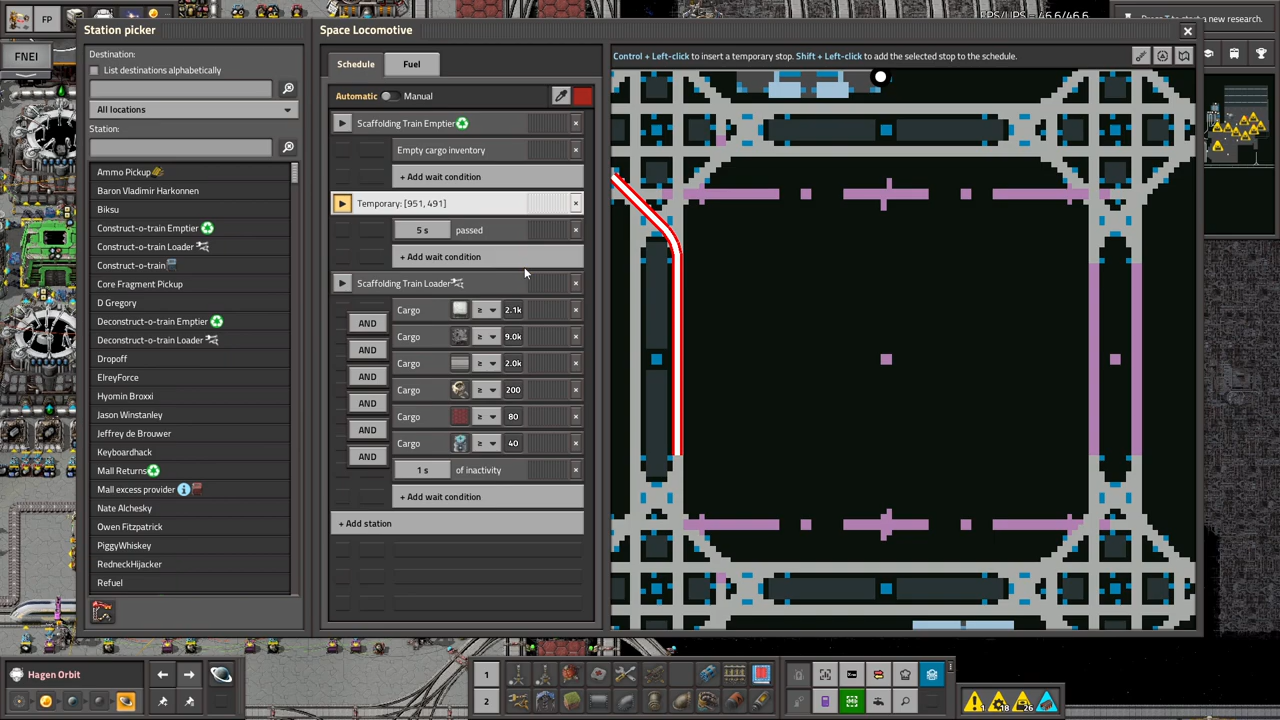 FP
FNEI
Station picker
Destination:
List destinations alphabetically
All locations
Station:
Ammo Pickup
Baron Vladimir Harkonnen
Biksu
Construct-o-train Emptier
Construct-o-train Loader
Construct-o-train
Core Fragment Pickup
D Gregory
Deconstruct-o-train Emptier
Deconstruct-o-train Loader
Dropoff
ElreyForce
Hyomin Broxxi
Jason Winstanley
Jeffrey de Brouwer
Keyboardhack
Mall Returns
Mall excess provider
Nate Alchesky
Owen Fitzpatrick
PiggyWhiskey
RedneckHijacker
Refuel
Space Locomotive
Schedule
Fuel
Automatic
Manual
Scaffolding Train Emptier
Empty cargo inventory
+ Add wait condition
Temporary: [951, 491]
5 s passed
+ Add wait condition
Scaffolding Train Loader
Cargo ≥ 2.1k
AND
Cargo ≥ 9.0k
AND
Cargo ≥ 2.0k
AND
Cargo ≥ 200
AND
Cargo ≥ 80
AND
Cargo ≥ 40
AND
1 s of inactivity
+ Add wait condition
+ Add station
Control + Left-click to insert a temporary stop. Shift + Left-click to add the selected stop to the schedule.
to start a new research.
Hagen Orbit
1
2